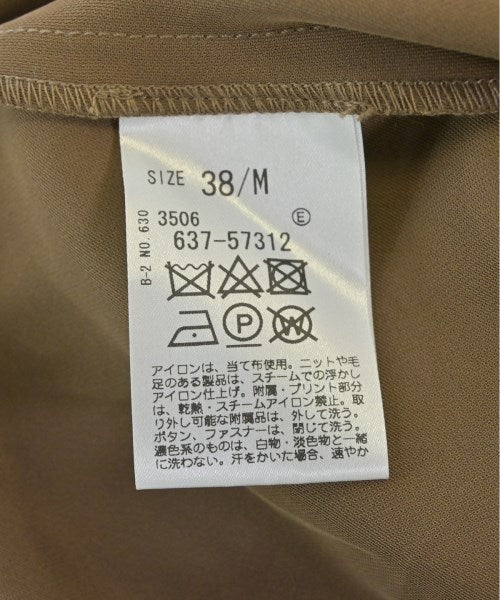 SIZE 38/M
B-2 NO.630
3506 E
637-57312
P W
アイロンは、当て布使用。ニットや毛
足のある製品は、スチームでの浮かし
アイロン仕上げ。附属・プリント部分
は、乾熱・スチームアイロン禁止。取
り外し可能な附属品は、外して洗う。
ボタン、ファスナーは、閉じて洗う。
濃色系のものは、白物・淡色物と一緒
に洗わない。汗をかいた場合、速やか